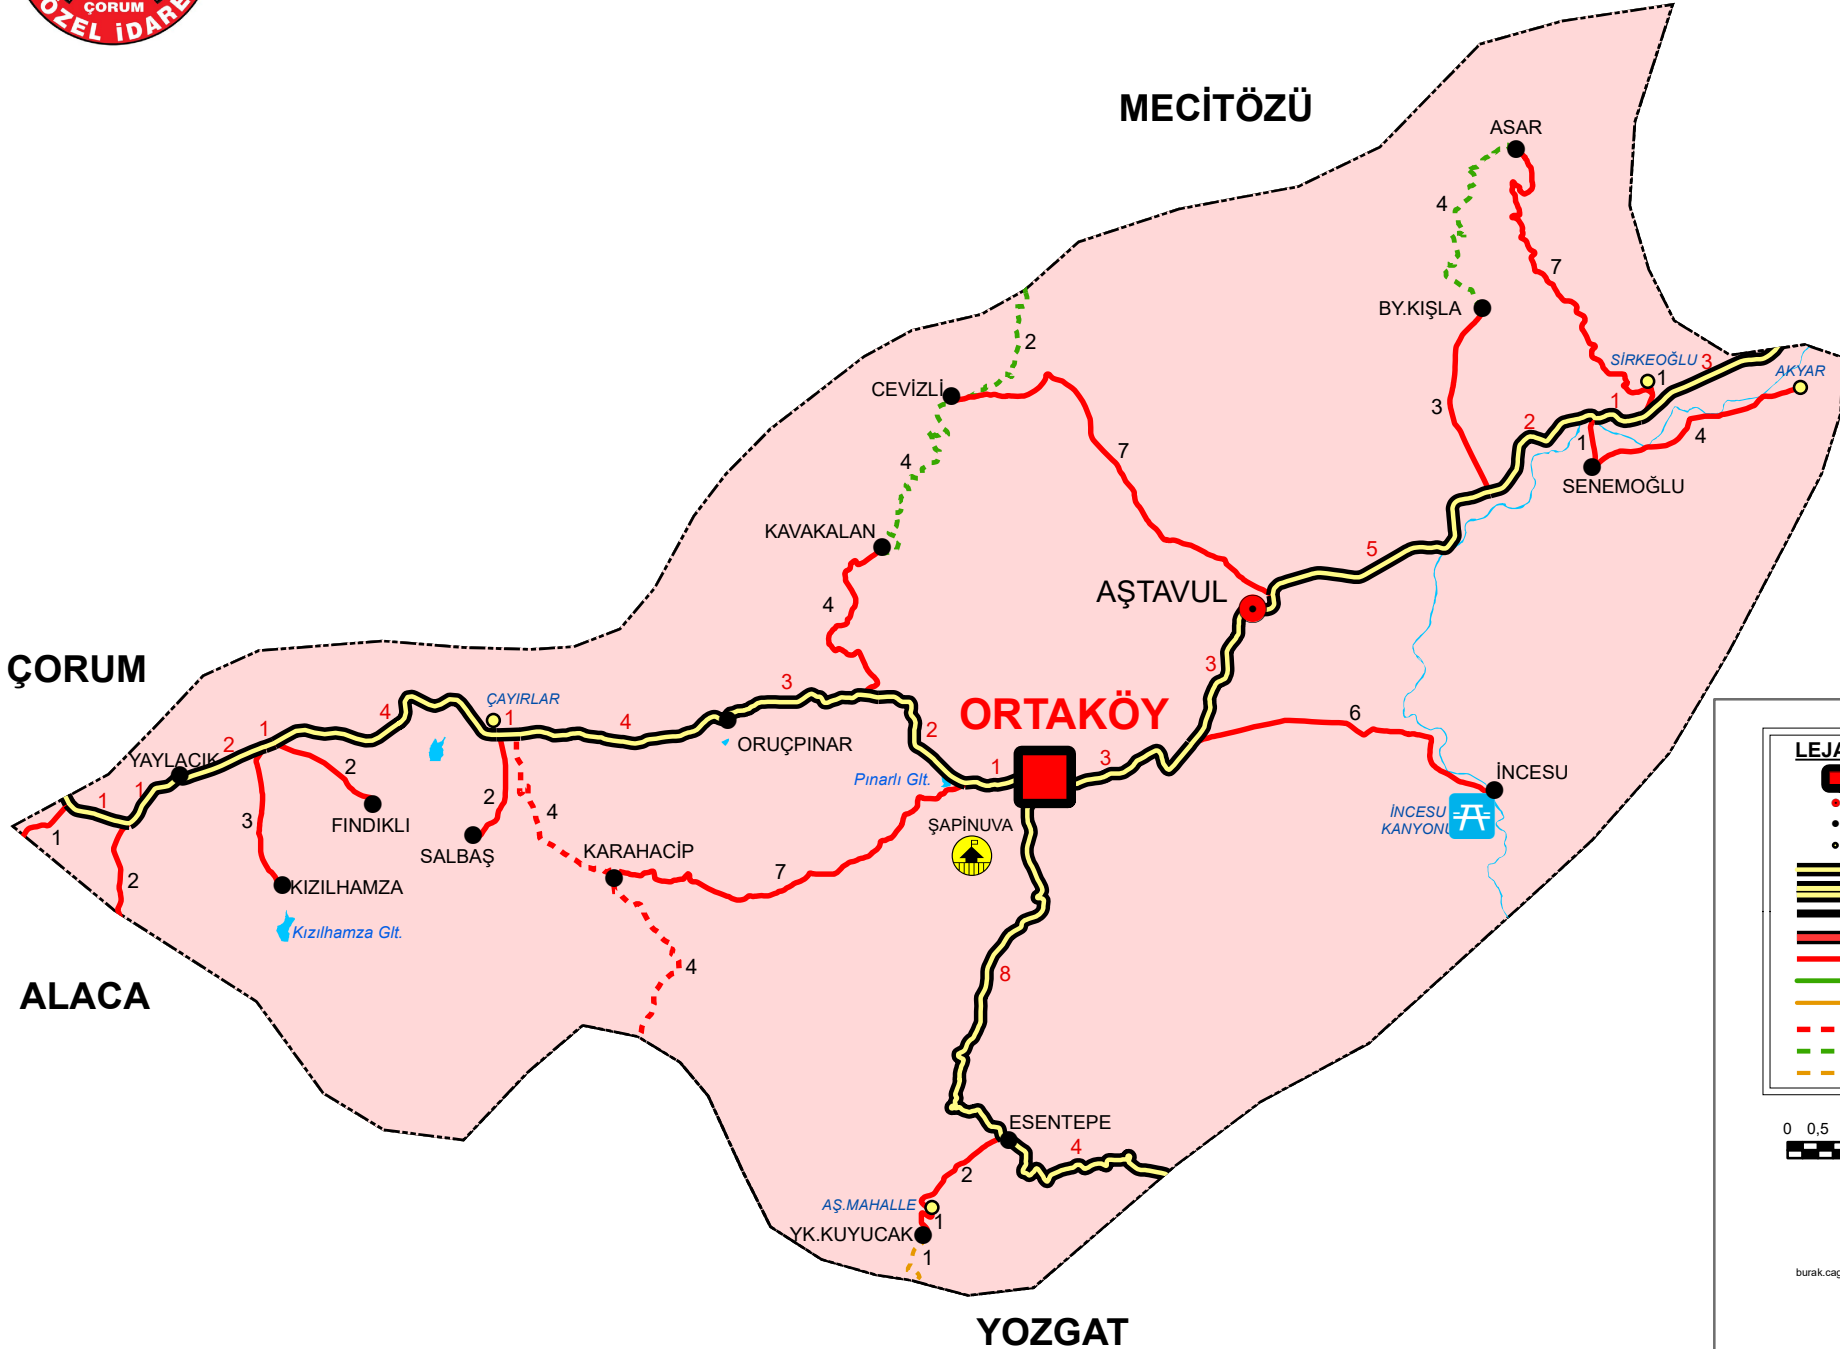 ÇORUM
ÖZEL İDARE
MECİTÖZÜ
ASAR
4
7
BY.KIŞLA
2
SİRKEOĞLU
3
AKYAR
1
CEVİZLİ
3
1
2
7
1
4
4
SENEMOĞLU
KAVAKALAN
5
AŞTAVUL
4
ÇORUM
3
3
ÇAYIRLAR
ORTAKÖY
6
4
1
4
1
2
2
ORUÇPINAR
YAYLACIK
1
3
LEJA
2
Pınarlı Glt.
İNCESU
1
1
2
4
İNCESU
KANYONU
3
FINDIKLI
ŞAPİNUVA
1
SALBAŞ
KARAHACİP
7
2
KIZILHAMZA
Kızılhamza Glt.
4
8
ALACA
ESENTEPE
0 0,5
4
2
AŞ.MAHALLE
1
YK.KUYUCAK
1
burak.cag
YOZGAT